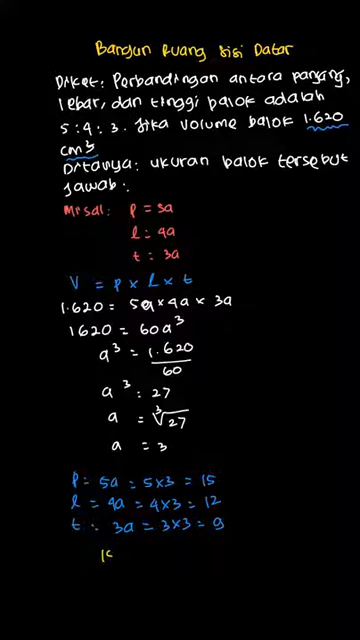 Bangun Ruang Sisi Datar
Diket: Perbandingan antara panjang,
lebar, dan tinggi balok adalah
5 : 4 : 3. Jika volume balok 1.620
cm3
Ditanya: ukuran balok tersebut
Jawab:
Misal: p = 5a
l = 4a
t = 3a
V = p × l × t
1.620 = 5a × 4a × 3a
1620 = 60a³
a³ = 1.620
60
a³ = 27
a = ³√27
a = 3
p = 5a = 5×3 = 15
l = 4a = 4×3 = 12
t = 3a = 3×3 = 9